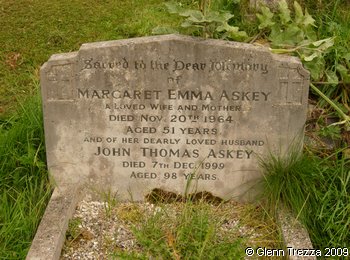 Sacred to the Dear Memory
of
MARGARET EMMA ASKEY
A LOVED WIFE AND MOTHER
DIED NOV. 20TH 1964
AGED 51 YEARS.
AND OF HER DEARLY LOVED HUSBAND
JOHN THOMAS ASKEY
DIED 7TH DEC. 1999
AGED 98 YEARS.
© Glenn Trezza 2009